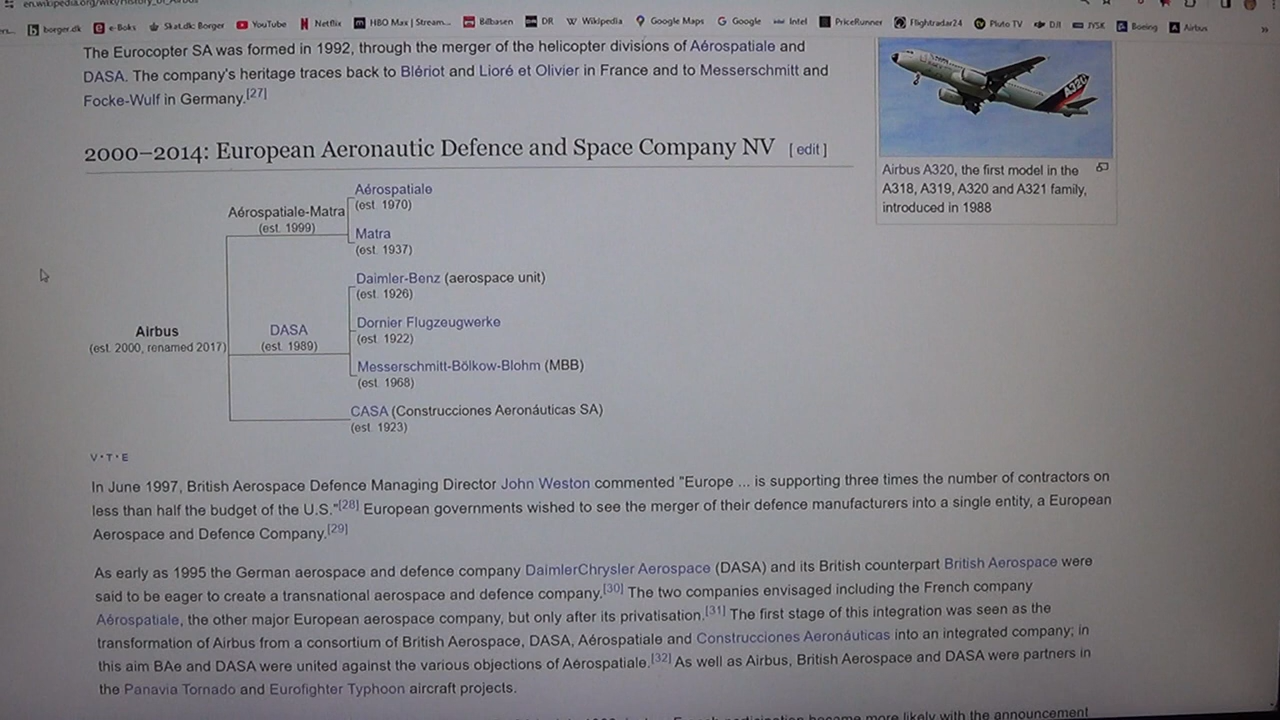 en.wikipedia.org/wiki/History_of_Airbus
borger.dk e-Boks Skat.dk: Borger YouTube Netflix HBO Max | Stream... Bilbasen DR Wikipedia Google Maps Google Intel PriceRunner Flightradar24 Pluto TV DJI JYSK Boeing Airbus »
The Eurocopter SA was formed in 1992, through the merger of the helicopter divisions of Aérospatiale and
DASA. The company's heritage traces back to Blériot and Lioré et Olivier in France and to Messerschmitt and
Focke-Wulf in Germany.[27]
A320
Airbus A320, the first model in the
A318, A319, A320 and A321 family,
introduced in 1988
2000–2014: European Aeronautic Defence and Space Company NV [ edit ]
Aérospatiale
(est. 1970)
Aérospatiale-Matra
(est. 1999)
Matra
(est. 1937)
Daimler-Benz (aerospace unit)
(est. 1926)
Airbus
(est. 2000, renamed 2017)
DASA
(est. 1989)
Dornier Flugzeugwerke
(est. 1922)
Messerschmitt-Bölkow-Blohm (MBB)
(est. 1968)
CASA (Construcciones Aeronáuticas SA)
(est. 1923)
V·T·E
In June 1997, British Aerospace Defence Managing Director John Weston commented "Europe ... is supporting three times the number of contractors on
less than half the budget of the U.S."[28] European governments wished to see the merger of their defence manufacturers into a single entity, a European
Aerospace and Defence Company.[29]
As early as 1995 the German aerospace and defence company DaimlerChrysler Aerospace (DASA) and its British counterpart British Aerospace were
said to be eager to create a transnational aerospace and defence company.[30] The two companies envisaged including the French company
Aérospatiale, the other major European aerospace company, but only after its privatisation.[31] The first stage of this integration was seen as the
transformation of Airbus from a consortium of British Aerospace, DASA, Aérospatiale and Construcciones Aeronáuticas into an integrated company; in
this aim BAe and DASA were united against the various objections of Aérospatiale.[32] As well as Airbus, British Aerospace and DASA were partners in
the Panavia Tornado and Eurofighter Typhoon aircraft projects.
more likely with the announcement